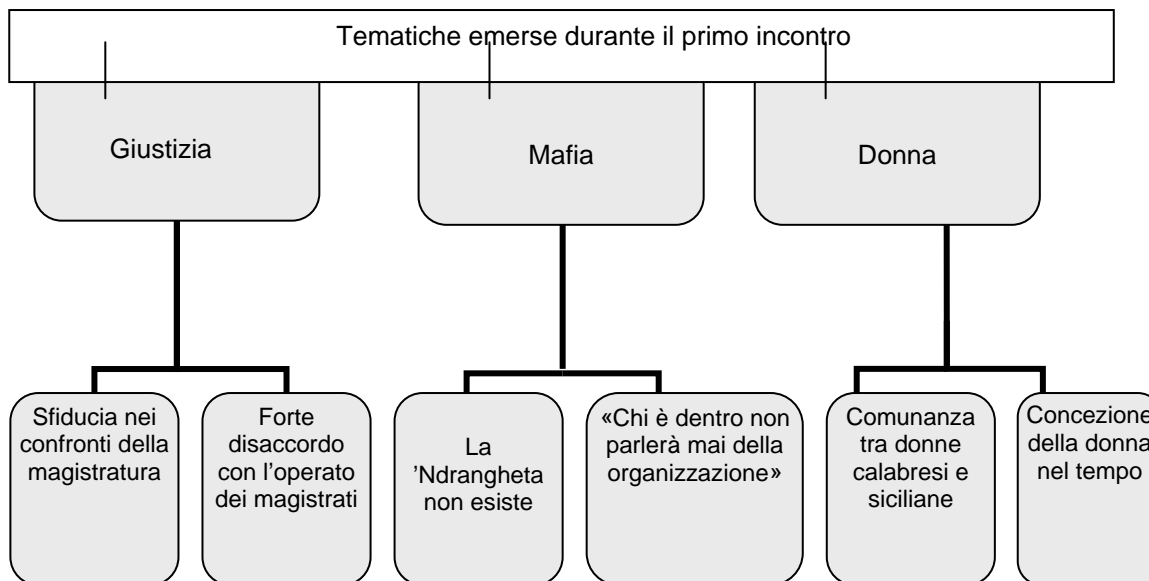 Tematiche emerse durante il primo incontro
Giustizia
Mafia
Donna
Sfiducia nei
confronti della
magistratura
Forte
disaccordo
con l'operato
dei magistrati
La
'Ndrangheta
non esiste
«Chi è dentro non
parlerà mai della
organizzazione»
Comunanza
tra donne
calabresi e
siciliane
Concezione
della donna
nel tempo